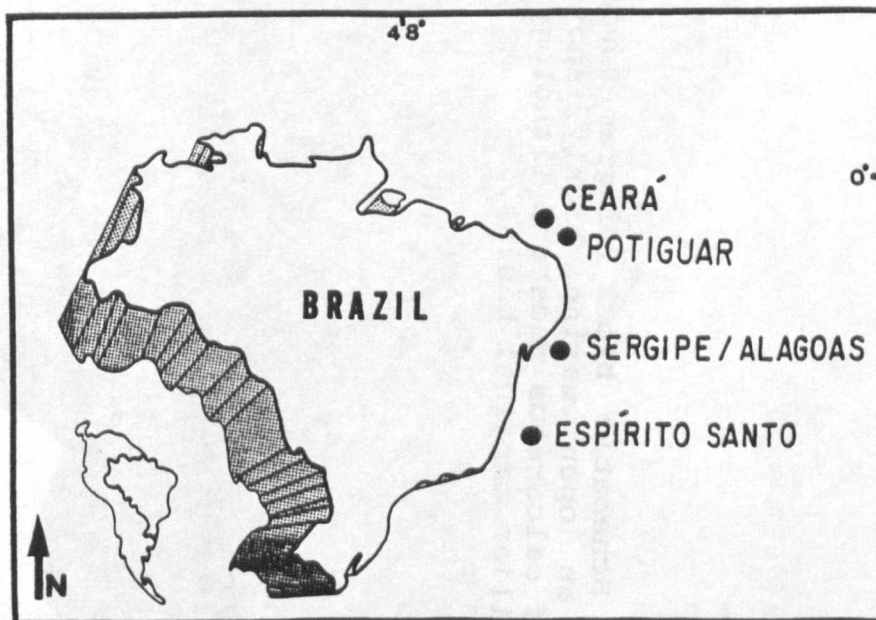 48°
0°
CEARÁ
POTIGUAR
BRAZIL
SERGIPE / ALAGOAS
ESPÍRITO SANTO
N